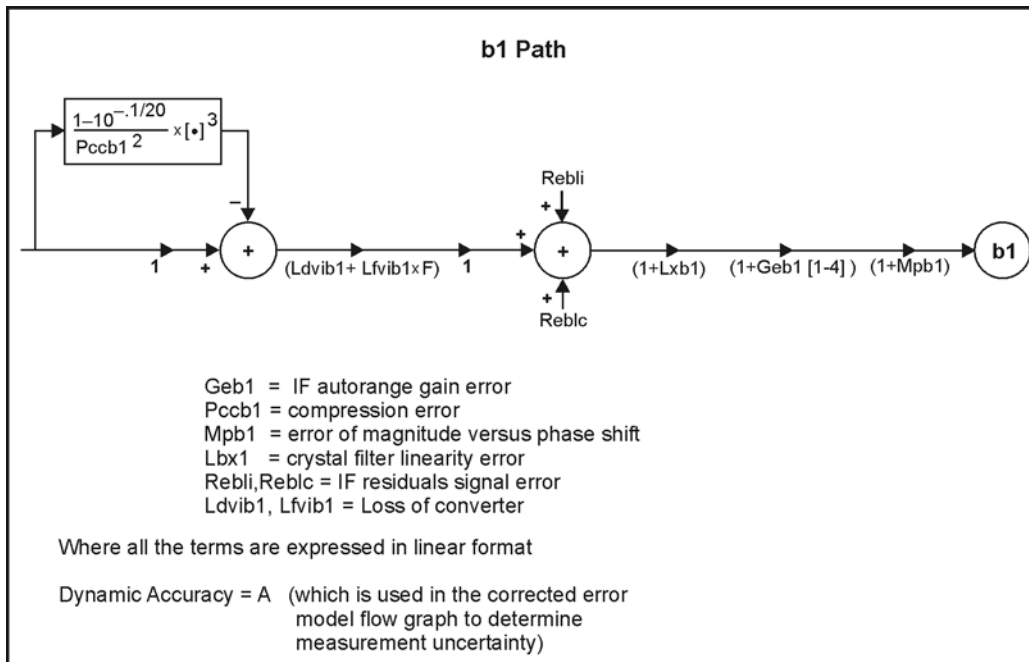 b1 Path
1–10^–.1/20
Pccb1^2
×[•]^3
Rebli
–
+
+
1
+
+
(Ldvib1+ Lfvib1×F)
1
+
+
(1+Lxb1)
(1+Geb1 [1-4] )
(1+Mpb1)
b1
+
Reblc
Geb1 = IF autorange gain error
Pccb1 = compression error
Mpb1 = error of magnitude versus phase shift
Lbx1 = crystal filter linearity error
Rebli,Reblc = IF residuals signal error
Ldvib1, Lfvib1 = Loss of converter
Where all the terms are expressed in linear format
Dynamic Accuracy = A (which is used in the corrected error
model flow graph to determine
measurement uncertainty)